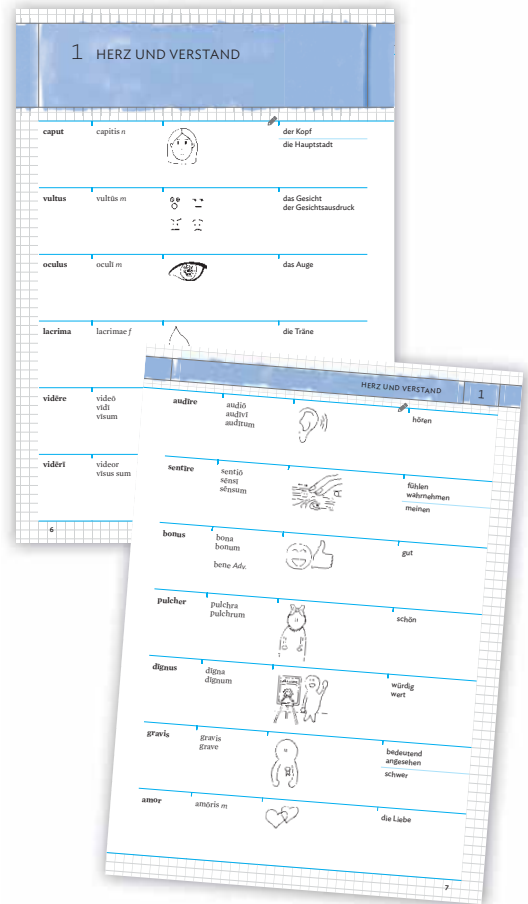 1 HERZ UND VERSTAND
caput capitis n der Kopf
die Hauptstadt
vultus vultūs m das Gesicht
der Gesichtsausdruck
oculus oculī m das Auge
lacrima lacrimae f die Träne
vidēre videō
vīdī
vīsum
vidērī videor
vīsus sum
6
HERZ UND VERSTAND 1
audīre audiō hören
audīvī
audītum
sentīre sentiō fühlen
sēnsī wahrnehmen
sēnsum meinen
bonus bona gut
bonum
bene Adv.
pulcher pulchra schön
pulchrum
dignus digna würdig
dignum wert
gravis gravis bedeutend
grave angesehen
schwer
amor amōris m die Liebe
7